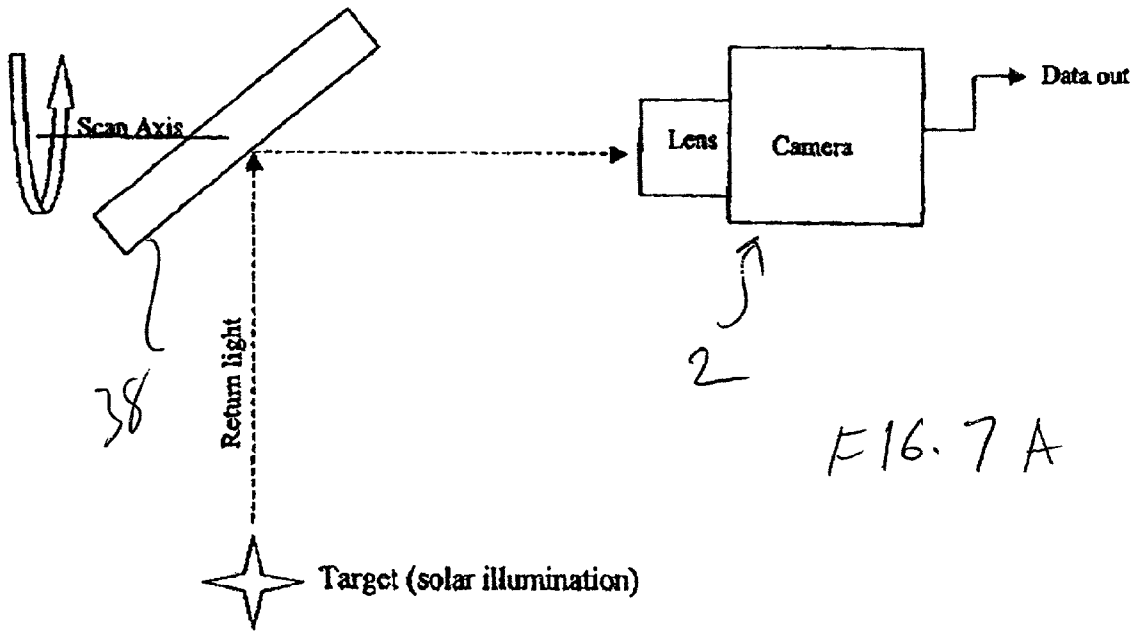 Data out
Scan Axis
Lens
Camera
Return light
38
2
FIG. 7A
Target (solar illumination)